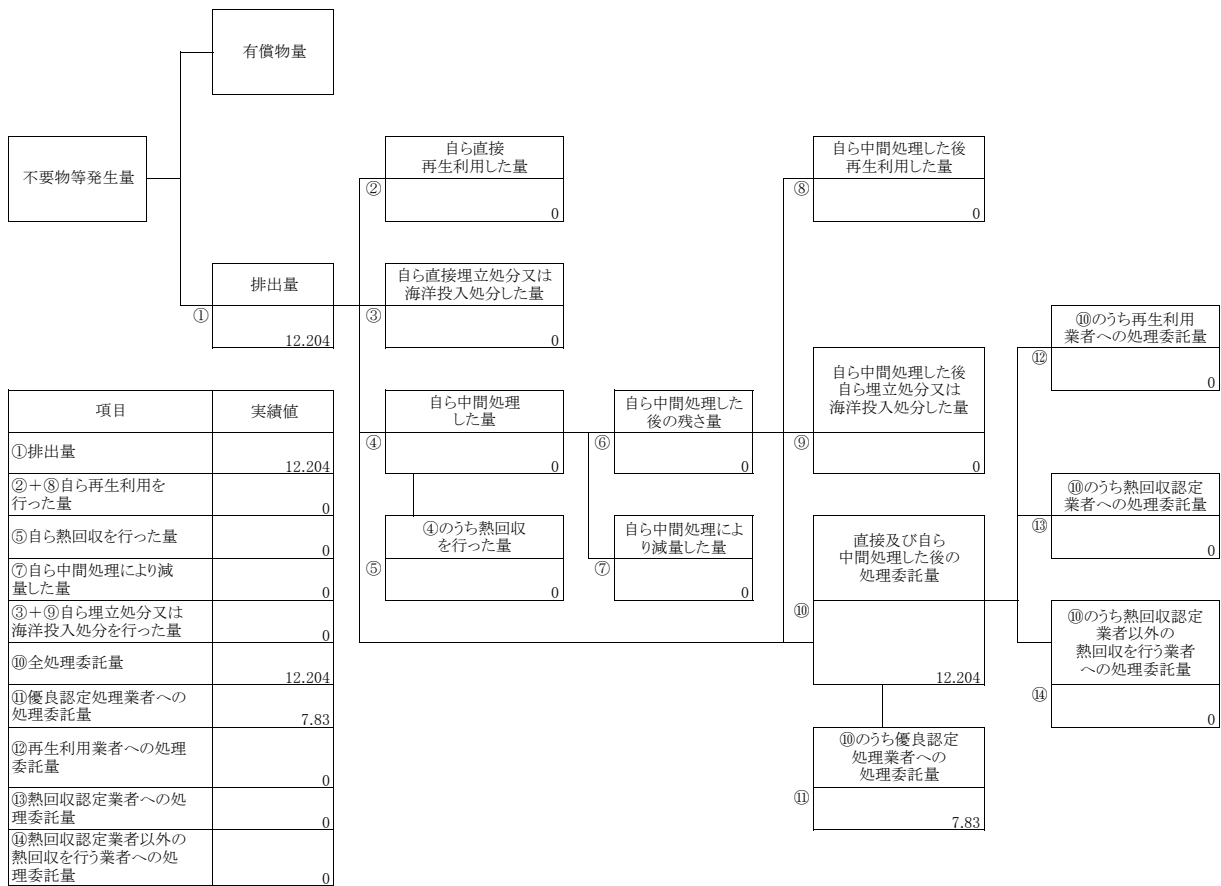 有償物量
不要物等発生量
自ら直接
再生利用した量
②
0
自ら中間処理した後
再生利用した量
⑧
0
排出量
①
12.204
自ら直接埋立処分又は
海洋投入処分した量
③
0
⑩のうち再生利用
業者への処理委託量
⑫
0
自ら中間処理した後
自ら埋立処分又は
海洋投入処分した量
⑨
0
自ら中間処理
した量
④
0
自ら中間処理した
後の残さ量
⑥
0
⑩のうち熱回収認定
業者への処理委託量
⑬
0
④のうち熱回収
を行った量
⑤
0
自ら中間処理によ
り減量した量
⑦
0
直接及び自ら
中間処理した後の
処理委託量
⑩
12.204
⑩のうち熱回収認定
業者以外の
熱回収を行う業者
への処理委託量
⑭
0
⑩のうち優良認定
処理業者への
処理委託量
⑪
7.83
項目 実績値
①排出量
12.204
②+⑧自ら再生利用を
行った量
0
⑤自ら熱回収を行った量
0
⑦自ら中間処理により減
量した量
0
③+⑨自ら埋立処分又は
海洋投入処分を行った量
0
⑩全処理委託量
12.204
⑪優良認定処理業者への
処理委託量
7.83
⑫再生利用業者への処理
委託量
0
⑬熱回収認定業者への処
理委託量
0
⑭熱回収認定業者以外の
熱回収を行う業者への処
理委託量
0